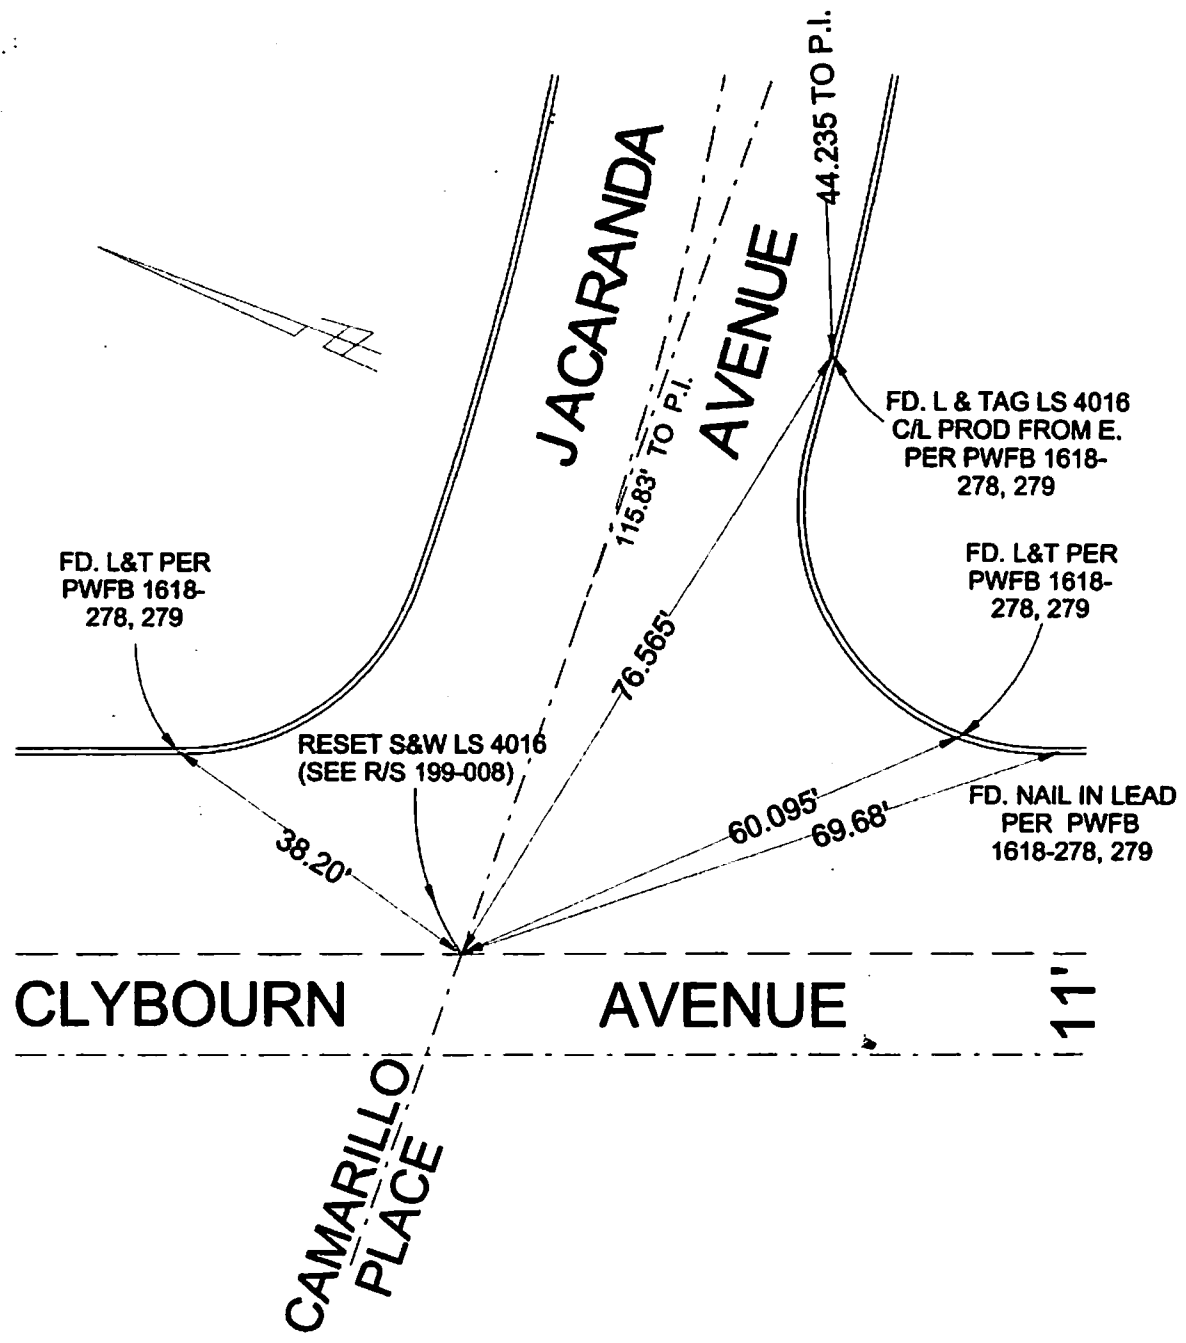 44.235 TO P.I.
JACARANDA
AVENUE
115.83' TO P.I.
FD. L & TAG LS 4016
C/L PROD FROM E.
PER PWFB 1618-
278, 279
FD. L&T PER
PWFB 1618-
278, 279
FD. L&T PER
PWFB 1618-
278, 279
76.565'
RESET S&W LS 4016
(SEE R/S 199-008)
38.20'
60.095'
69.68'
FD. NAIL IN LEAD
PER PWFB
1618-278, 279
CLYBOURN AVENUE
11'
CAMARILLO
PLACE